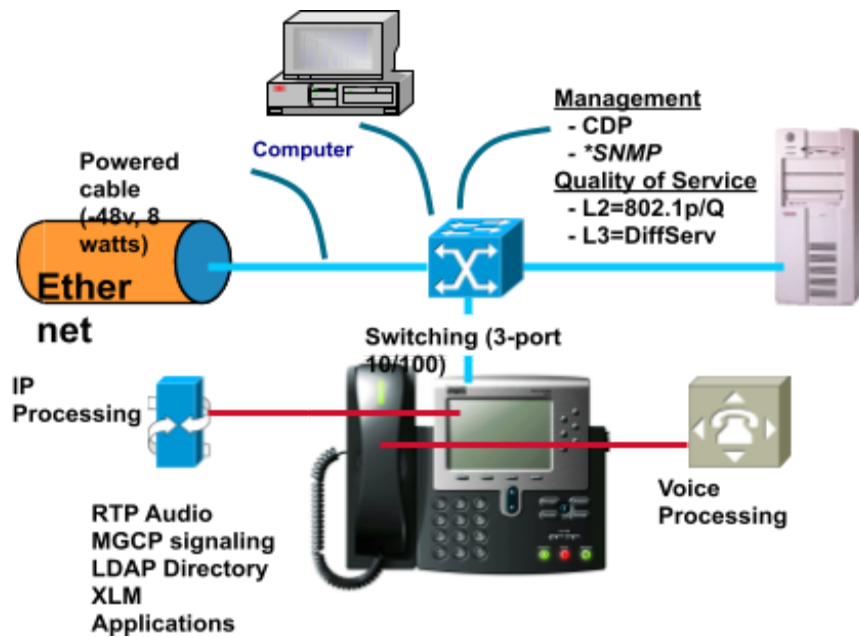 Management
- CDP
- *SNMP
Quality of Service
- L2=802.1p/Q
- L3=DiffServ
Computer
Powered
cable
(-48v, 8
watts)
Ether
net
Switching (3-port
10/100)
IP
Processing
RTP Audio
MGCP signaling
LDAP Directory
XLM
Applications
Voice
Processing